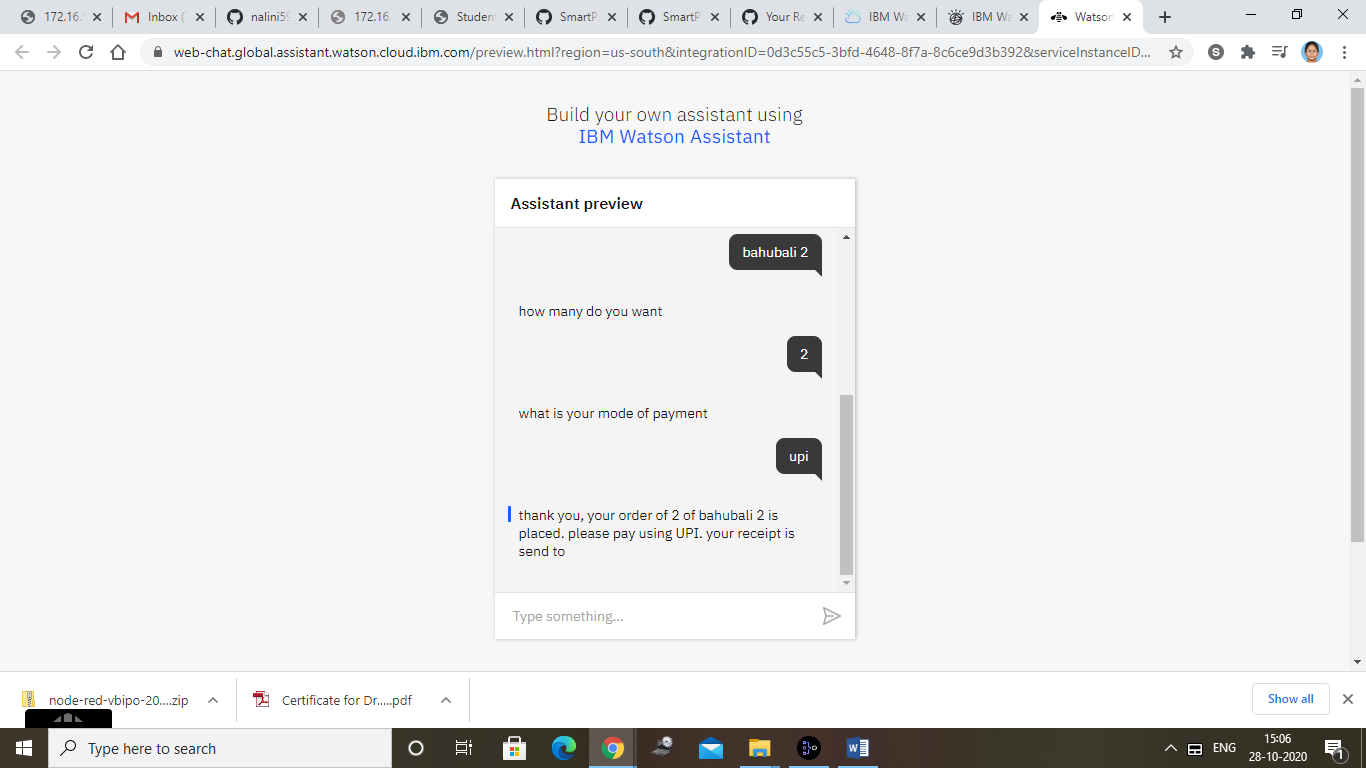 172.16.
Inbox (
nalini59
172.16.
Student
SmartP
SmartP
Your Re
IBM Wa
IBM Wa
Watson
web-chat.global.assistant.watson.cloud.ibm.com/preview.html?region=us-south&integrationID=0d3c55c5-3bfd-4648-8f7a-8c6ce9d3b392&serviceInstanceID...
S
Build your own assistant using
IBM Watson Assistant
Assistant preview
bahubali 2
how many do you want
2
what is your mode of payment
upi
thank you, your order of 2 of bahubali 2 is
placed. please pay using UPI. your receipt is
send to
Type something...
node-red-vbipo-20....zip
Certificate for Dr.....pdf
Show all
Type here to search
ENG
15:06
28-10-2020
1